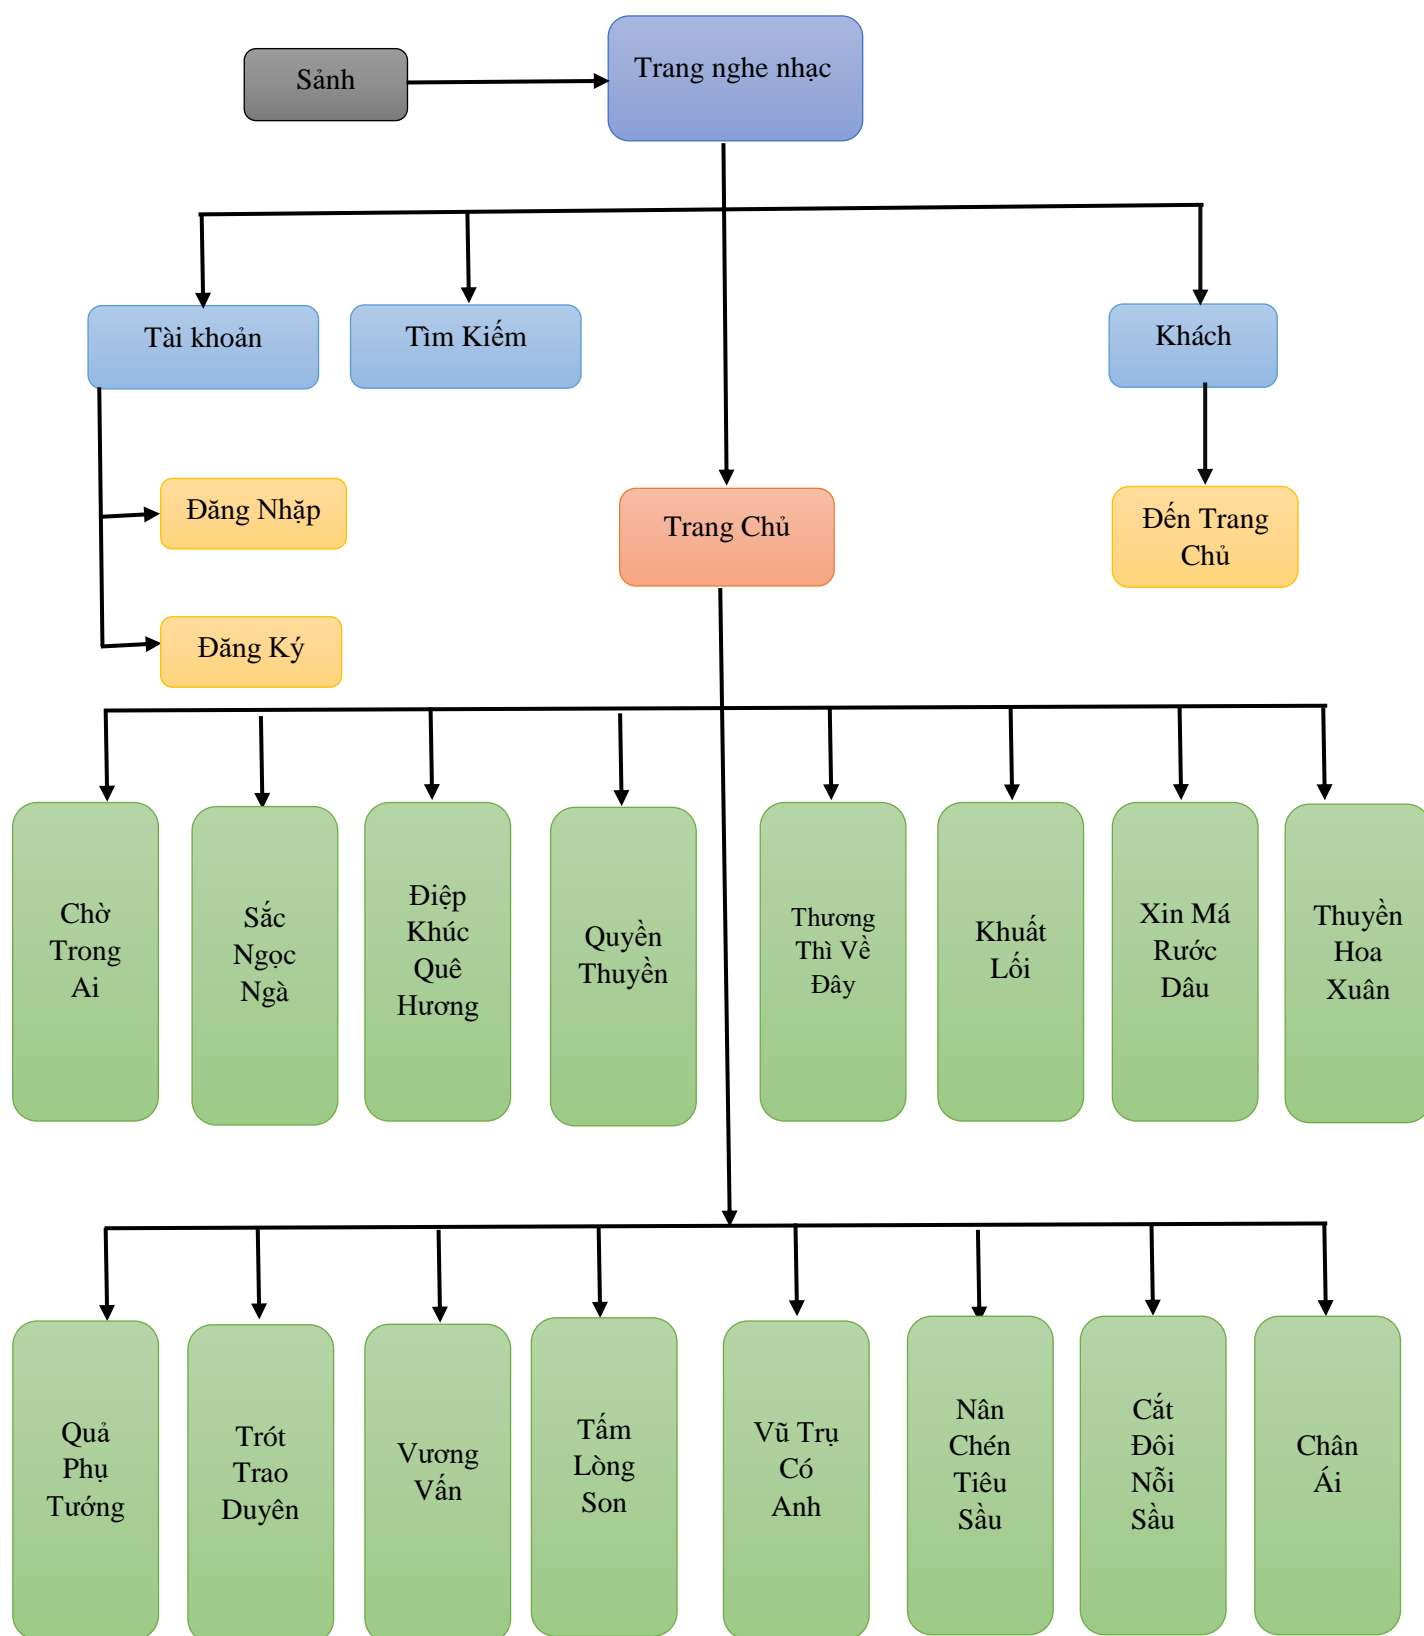 Sảnh
Trang nghe nhạc
Tài khoản
Tìm Kiếm
Khách
Đăng Nhặp
Trang Chủ
Đến Trang
Chủ
Đăng Ký
Chờ
Trong
Ai
Sắc
Ngọc
Ngà
Điệp
Khúc
Quê
Hương
Quyền
Thuyền
Thương
Thì Về
Đây
Khuất
Lối
Xin Má
Rước
Dâu
Thuyền
Hoa
Xuân
Quả
Phụ
Tướng
Trót
Trao
Duyên
Vương
Vấn
Tấm
Lòng
Son
Vũ Trụ
Có
Anh
Nân
Chén
Tiêu
Sầu
Cắt
Đôi
Nỗi
Sầu
Chân
Ái